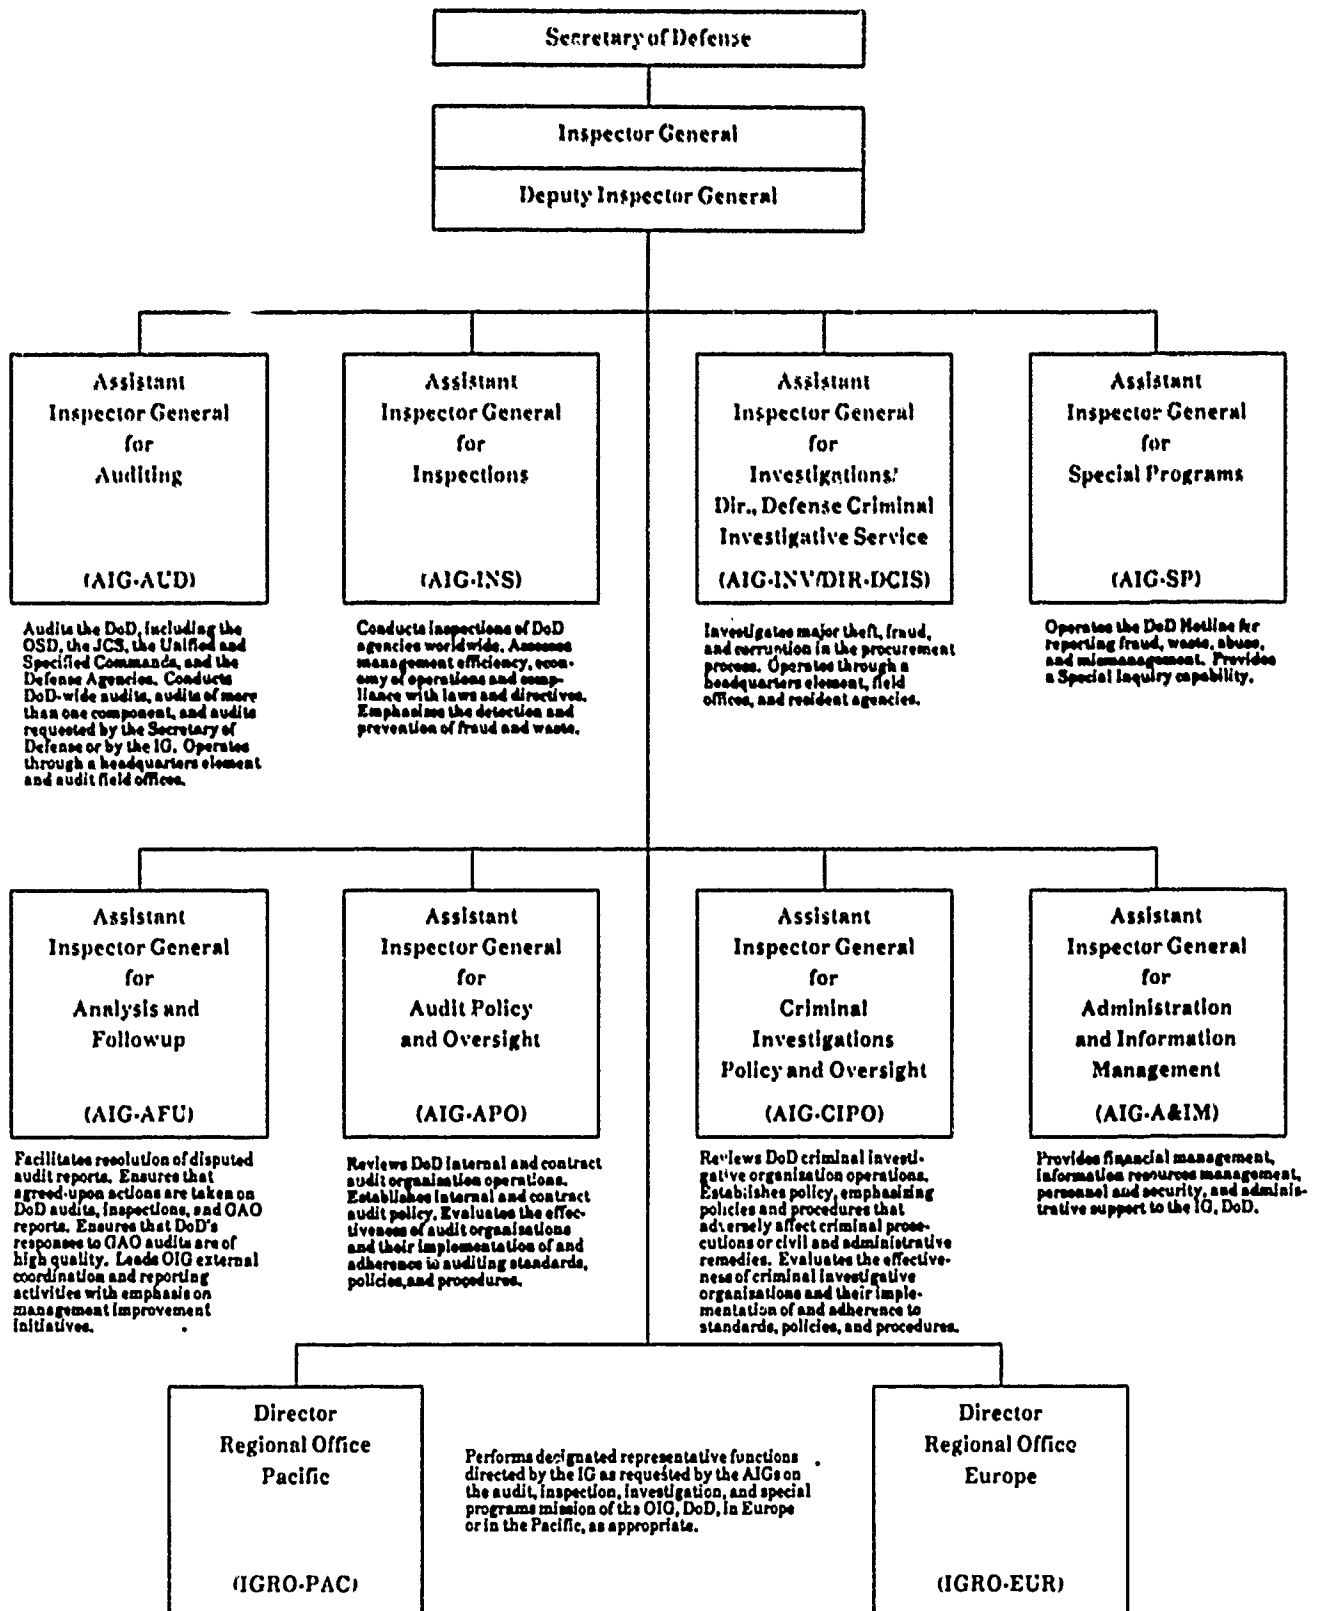 Secretary of Defense
Inspector General
Deputy Inspector General
Assistant
Inspector General
for
Auditing
(AIG-AUD)
Audits the DoD, including the
OSD, the JCS, the Unified and
Specified Commands, and the
Defense Agencies. Conducts
DoD-wide audits, audits of more
than one component, and audits
requested by the Secretary of
Defense or by the IG. Operates
through a headquarters element
and audit field offices.
Assistant
Inspector General
for
Inspections
(AIG-INS)
Conducts inspections of DoD
agencies worldwide. Assesses
management efficiency, econ-
omy of operations and comp-
liance with laws and directives.
Emphasizes the detection and
prevention of fraud and waste.
Assistant
Inspector General
for
Investigations/
Dir., Defense Criminal
Investigative Service
(AIG-INV/DIR-DCIS)
Investigates major theft, fraud,
and corruption in the procurement
process. Operates through a
headquarters element, field
offices, and resident agencies.
Assistant
Inspector General
for
Special Programs
(AIG-SP)
Operates the DoD Hotline for
reporting fraud, waste, abuse,
and mismanagement. Provides
a Special Inquiry capability.
Assistant
Inspector General
for
Analysis and
Followup
(AIG-AFU)
Facilitates resolution of disputed
audit reports. Ensures that
agreed-upon actions are taken on
DoD audits, inspections, and GAO
reports. Ensures that DoD's
responses to GAO audits are of
high quality. Leads OIG external
coordination and reporting
activities with emphasis on
management improvement
initiatives.
Assistant
Inspector General
for
Audit Policy
and Oversight
(AIG-APO)
Reviews DoD internal and contract
audit organization operations.
Establishes internal and contract
audit policy. Evaluates the effec-
tiveness of audit organizations
and their implementation of and
adherence to auditing standards,
policies, and procedures.
Assistant
Inspector General
for
Criminal
Investigations
Policy and Oversight
(AIG-CIPO)
Reviews DoD criminal investi-
gative organization operations.
Establishes policy, emphasizing
policies and procedures that
adversely affect criminal prose-
cutions or civil and administrative
remedies. Evaluates the effective-
ness of criminal investigative
organizations and their imple-
mentation of and adherence to
standards, policies, and procedures.
Assistant
Inspector General
for
Administration
and Information
Management
(AIG-A&IM)
Provides financial management,
information resources management,
personnel and security, and adminis-
trative support to the IG, DoD.
Director
Regional Office
Pacific
(IGRO-PAC)
Performs designated representative functions
directed by the IG as requested by the AIGs on
the audit, inspection, investigation, and special
programs mission of the OIG, DoD, in Europe
or in the Pacific, as appropriate.
Director
Regional Office
Europe
(IGRO-EUR)